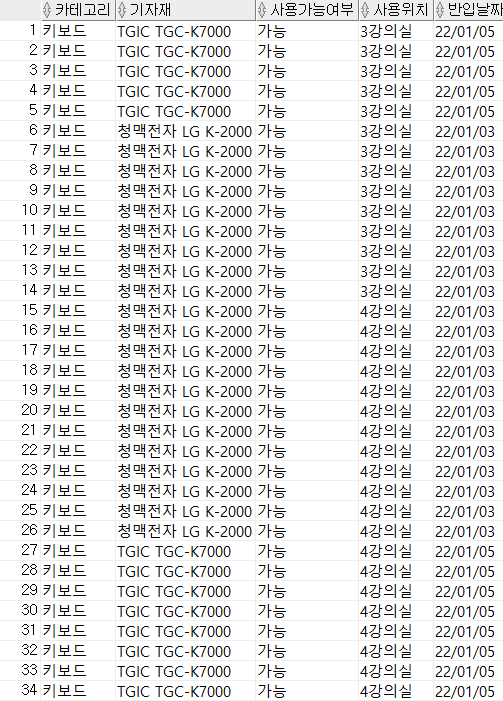 카테고리 기자재 사용가능여부 사용위치 반입날짜
1 키보드 TGIC TGC-K7000 가능 3강의실 22/01/05
2 키보드 TGIC TGC-K7000 가능 3강의실 22/01/05
3 키보드 TGIC TGC-K7000 가능 3강의실 22/01/05
4 키보드 TGIC TGC-K7000 가능 3강의실 22/01/05
5 키보드 TGIC TGC-K7000 가능 3강의실 22/01/05
6 키보드 청맥전자 LG K-2000 가능 3강의실 22/01/03
7 키보드 청맥전자 LG K-2000 가능 3강의실 22/01/03
8 키보드 청맥전자 LG K-2000 가능 3강의실 22/01/03
9 키보드 청맥전자 LG K-2000 가능 3강의실 22/01/03
10 키보드 청맥전자 LG K-2000 가능 3강의실 22/01/03
11 키보드 청맥전자 LG K-2000 가능 3강의실 22/01/03
12 키보드 청맥전자 LG K-2000 가능 3강의실 22/01/03
13 키보드 청맥전자 LG K-2000 가능 3강의실 22/01/03
14 키보드 청맥전자 LG K-2000 가능 3강의실 22/01/03
15 키보드 청맥전자 LG K-2000 가능 4강의실 22/01/03
16 키보드 청맥전자 LG K-2000 가능 4강의실 22/01/03
17 키보드 청맥전자 LG K-2000 가능 4강의실 22/01/03
18 키보드 청맥전자 LG K-2000 가능 4강의실 22/01/03
19 키보드 청맥전자 LG K-2000 가능 4강의실 22/01/03
20 키보드 청맥전자 LG K-2000 가능 4강의실 22/01/03
21 키보드 청맥전자 LG K-2000 가능 4강의실 22/01/03
22 키보드 청맥전자 LG K-2000 가능 4강의실 22/01/03
23 키보드 청맥전자 LG K-2000 가능 4강의실 22/01/03
24 키보드 청맥전자 LG K-2000 가능 4강의실 22/01/03
25 키보드 청맥전자 LG K-2000 가능 4강의실 22/01/03
26 키보드 청맥전자 LG K-2000 가능 4강의실 22/01/03
27 키보드 TGIC TGC-K7000 가능 4강의실 22/01/05
28 키보드 TGIC TGC-K7000 가능 4강의실 22/01/05
29 키보드 TGIC TGC-K7000 가능 4강의실 22/01/05
30 키보드 TGIC TGC-K7000 가능 4강의실 22/01/05
31 키보드 TGIC TGC-K7000 가능 4강의실 22/01/05
32 키보드 TGIC TGC-K7000 가능 4강의실 22/01/05
33 키보드 TGIC TGC-K7000 가능 4강의실 22/01/05
34 키보드 TGIC TGC-K7000 가능 4강의실 22/01/05